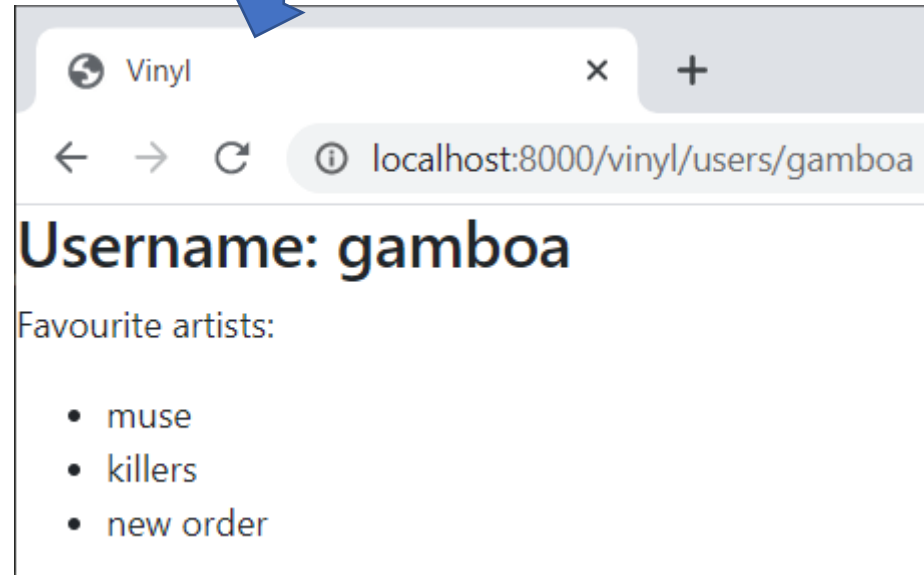 Vinyl
localhost:8000/vinyl/users/gamboa
Username: gamboa
Favourite artists:
• muse
• killers
• new order